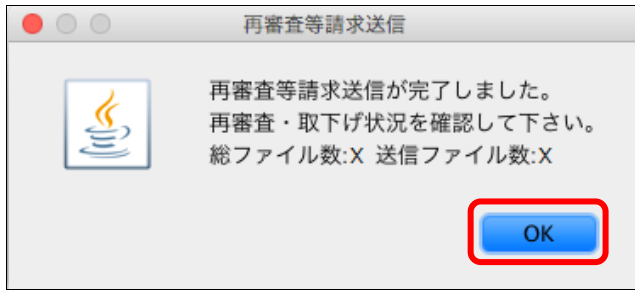 再審査等請求送信
再審査等請求送信が完了しました。
再審査・取下げ状況を確認して下さい。
総ファイル数:X 送信ファイル数:X
OK